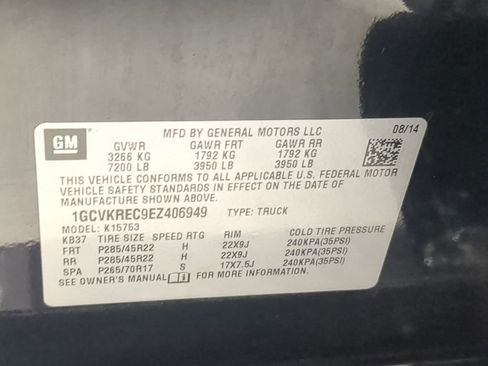 GM
MFD BY GENERAL MOTORS LLC 08/14
GVWR GAWR FRT GAWR RR
3266 KG 1792 KG 1792 KG
7200 LB 3950 LB 3950 LB
THIS VEHICLE CONFORMS TO ALL APPLICABLE U.S. FEDERAL MOTOR
VEHICLE SAFETY STANDARDS IN EFFECT ON THE DATE OF
MANUFACTURE SHOWN ABOVE.
1GCVKREC9EZ406949 TYPE: TRUCK
MODEL: K15753
KB37 TIRE SIZE SPEED RTG RIM COLD TIRE PRESSURE
FRT P285/45R22 H 22X9J 240KPA(35PSI)
RR P285/45R22 H 22X9J 240KPA(35PSI)
SPA P265/70R17 S 17X7.5J 240KPA(35PSI)
SEE OWNER'S MANUAL FOR MORE INFORMATION.